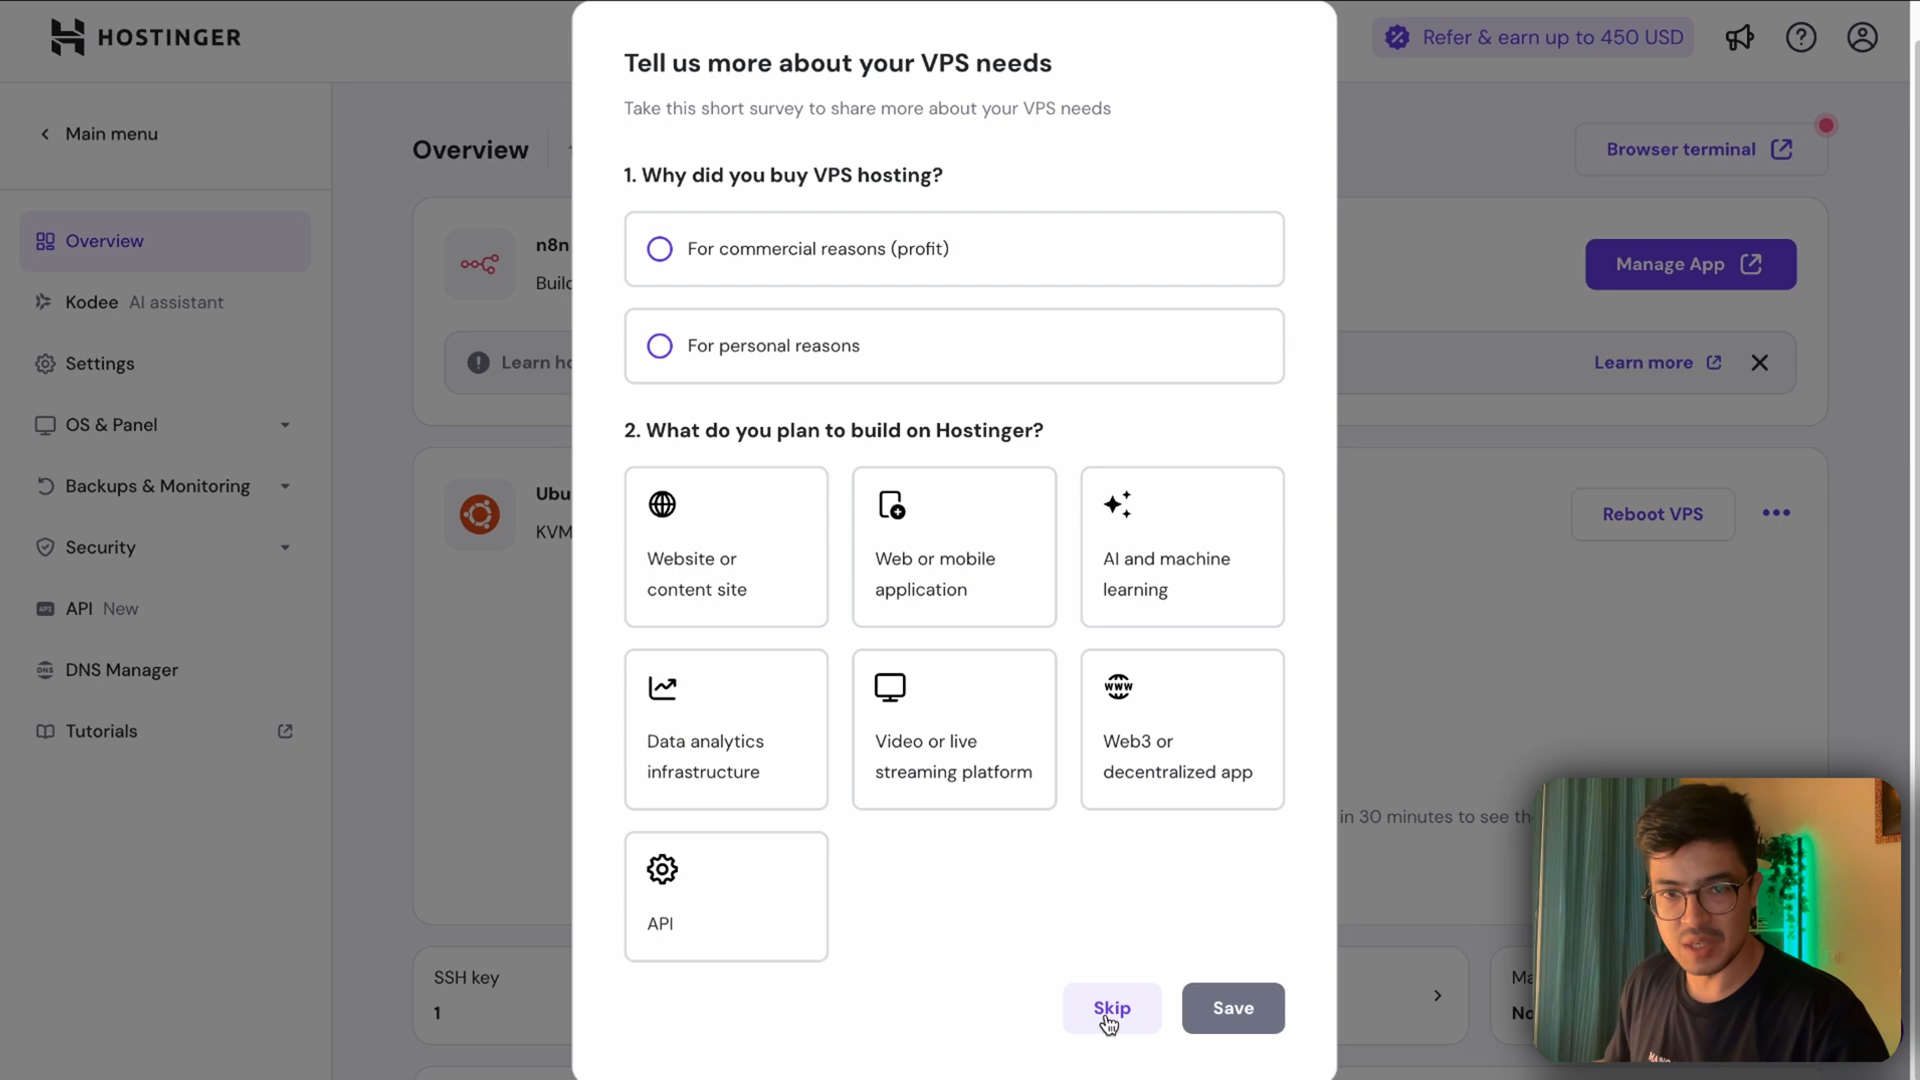 HOSTINGER
Refer & earn up to 450 USD
Main menu
Overview
Kodee AI assistant
Settings
OS & Panel
Backups & Monitoring
Security
API New
DNS Manager
Tutorials
Overview
Browser terminal
n8n
Manage App
Learn
Learn more
KVM
Reboot VPS
in 30 minutes to see
SSH key
1
Tell us more about your VPS needs
Take this short survey to share more about your VPS needs
1. Why did you buy VPS hosting?
For commercial reasons (profit)
For personal reasons
2. What do you plan to build on Hostinger?
Website or
content site
Web or mobile
application
AI and machine
learning
Data analytics
infrastructure
Video or live
streaming platform
WWW
Web3 or
decentralized app
API
Skip
Save